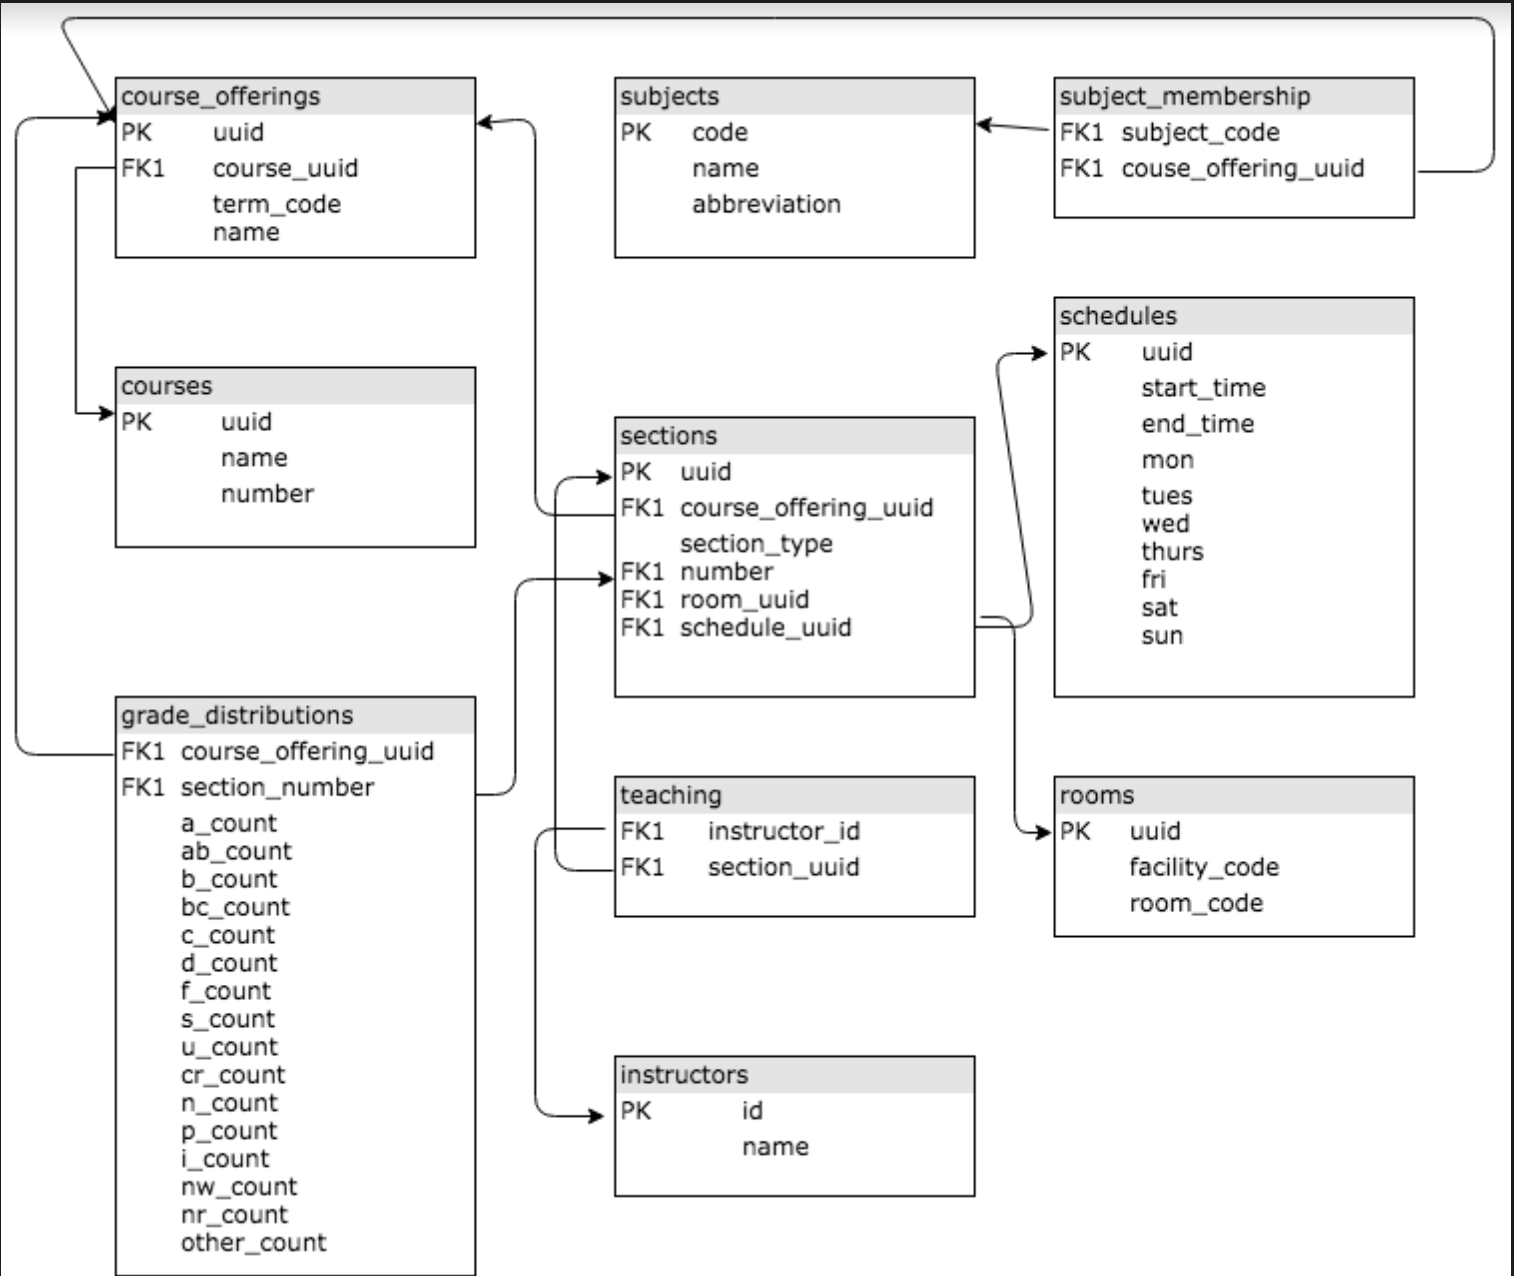 course_offerings
PK uuid
FK1 course_uuid
term_code
name
subjects
PK code
name
abbreviation
subject_membership
FK1 subject_code
FK1 couse_offering_uuid
courses
PK uuid
name
number
sections
PK uuid
FK1 course_offering_uuid
section_type
FK1 number
FK1 room_uuid
FK1 schedule_uuid
schedules
PK uuid
start_time
end_time
mon
tues
wed
thurs
fri
sat
sun
grade_distributions
FK1 course_offering_uuid
FK1 section_number
a_count
ab_count
b_count
bc_count
c_count
d_count
f_count
s_count
u_count
cr_count
n_count
p_count
i_count
nw_count
nr_count
other_count
teaching
FK1 instructor_id
FK1 section_uuid
rooms
PK uuid
facility_code
room_code
instructors
PK id
name